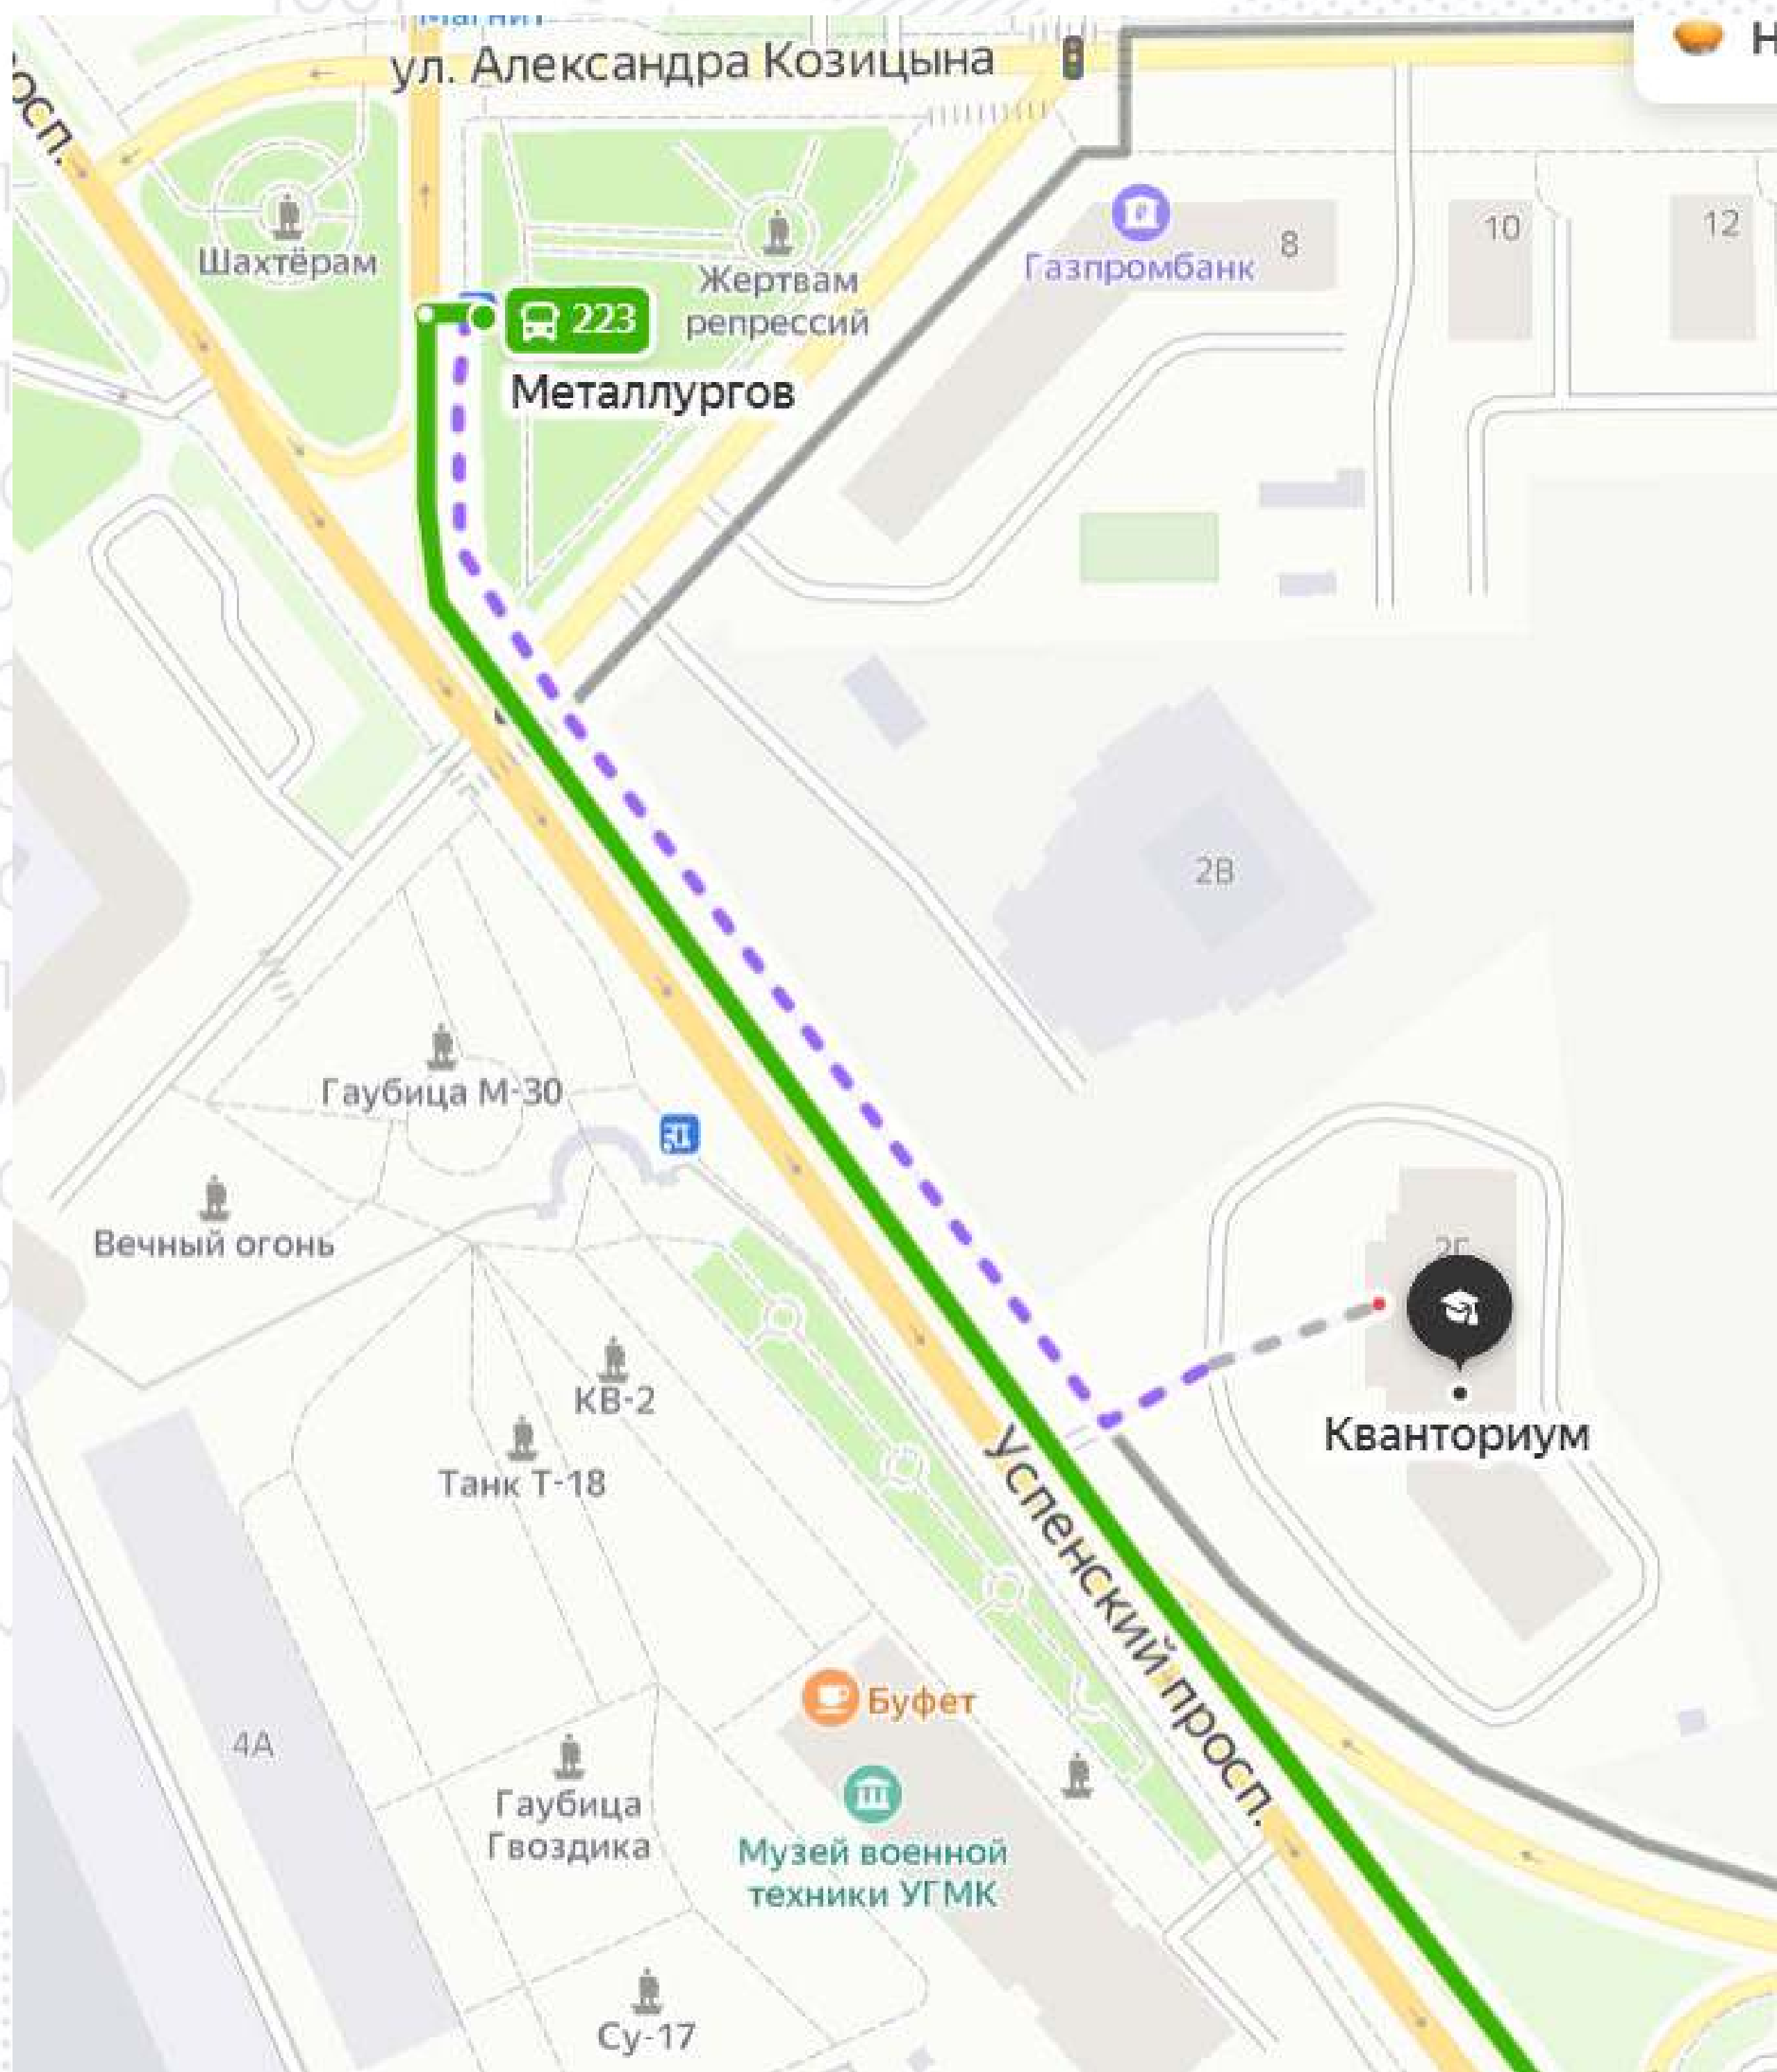 Магнит
ул. Александра Козицына
8
10
12
Газпромбанк
Шахтёрам
Жертвам
репрессий
223
Металлургов
2В
Гаубица М-30
Вечный огонь
2Г
КВ-2
Танк Т-18
Кванториум
Успенский просп.
Буфет
4А
Гаубица
Гвоздика
Музей военной
техники УГМК
Су-17